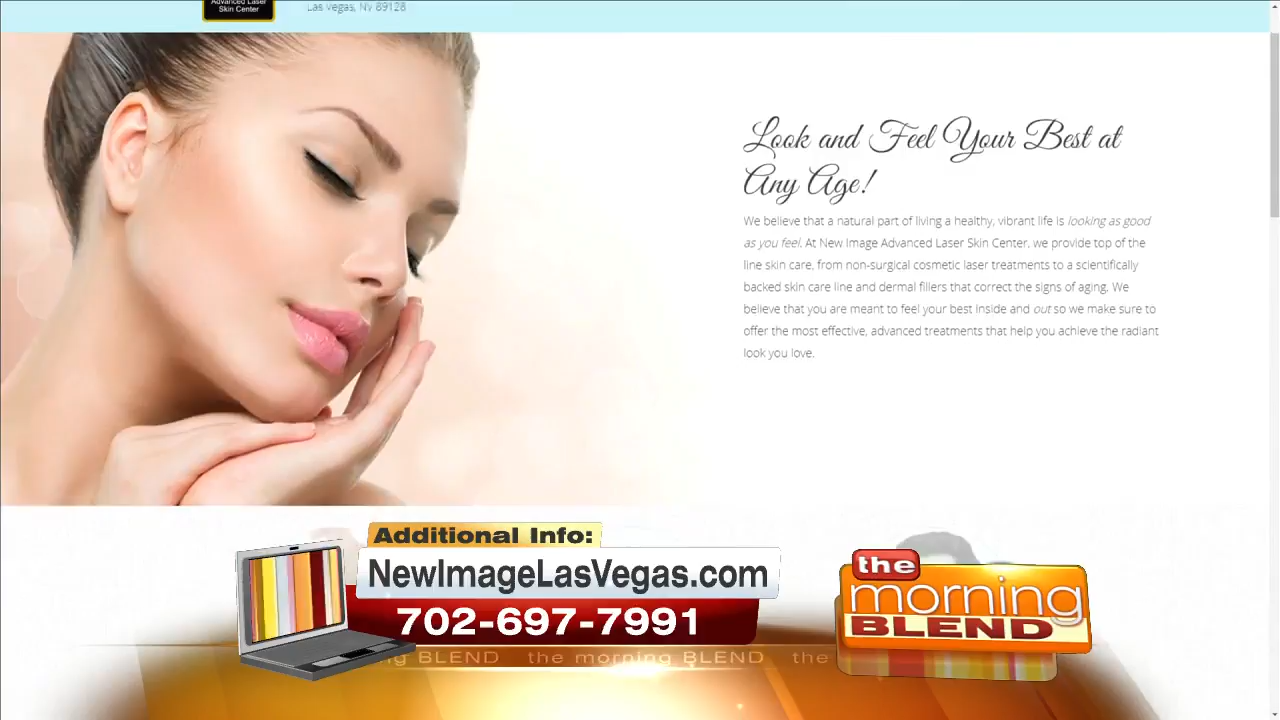 Advanced Laser
Skin Center
Las Vegas, NV 89128
Look and Feel Your Best at
Any Age!
We believe that a natural part of living a healthy, vibrant life is looking as good
as you feel. At New Image Advanced Laser Skin Center, we provide top of the
line skin care, from non-surgical cosmetic laser treatments to a scientifically
backed skin care line and dermal fillers that correct the signs of aging. We
believe that you are meant to feel your best inside and out so we make sure to
offer the most effective, advanced treatments that help you achieve the radiant
look you love.
Additional Info:
NewImageLasVegas.com
702-697-7991
the
morning
BLEND
ng BLEND the morning BLEND the